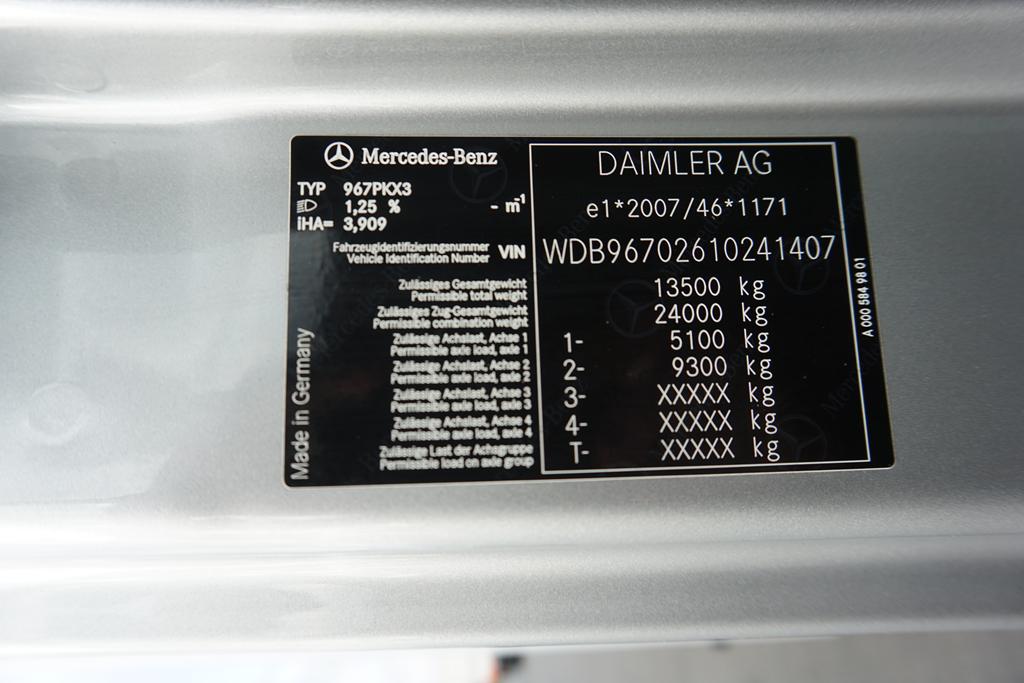 Mercedes-Benz
TYP 967PKX3
1,25 % - m⁻¹
iHA= 3,909
Fahrzeugidentifizierungsnummer
Vehicle Identification Number VIN
Zulässiges Gesamtgewicht
Permissible total weight
Zulässiges Zug-Gesamtgewicht
Permissible combination weight
Zulässige Achslast, Achse 1
Permissible axle load, axle 1
Zulässige Achslast, Achse 2
Permissible axle load, axle 2
Zulässige Achslast, Achse 3
Permissible axle load, axle 3
Zulässige Achslast, Achse 4
Permissible axle load, axle 4
Zulässige Last der Achsgruppe
Permissible load on axle group
Made in Germany
DAIMLER AG
e1*2007/46*1171
WDB96702610241407
13500 kg
24000 kg
1- 5100 kg
2- 9300 kg
3- XXXXX kg
4- XXXXX kg
T- XXXXX kg
A 000 584 98 01